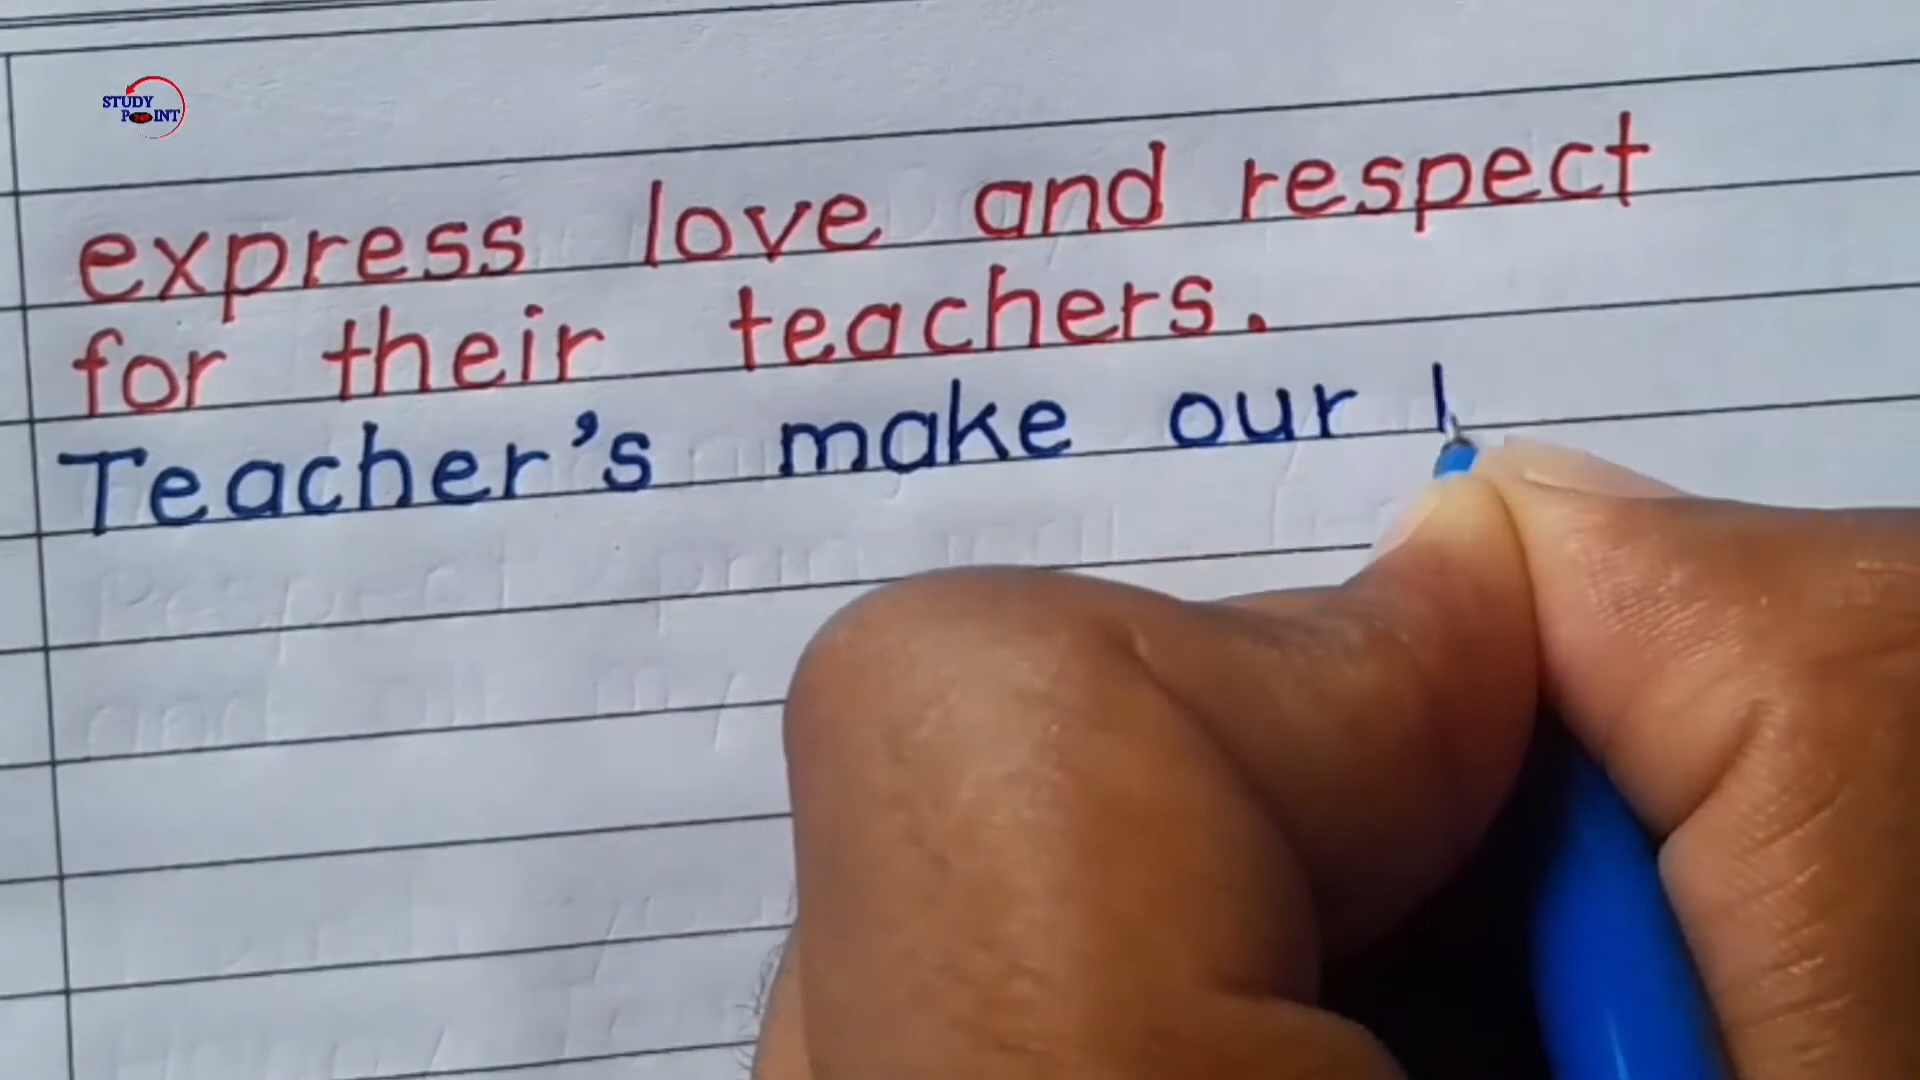 STUDY
POINT
express love and respect
for their teachers.
Teacher's make our